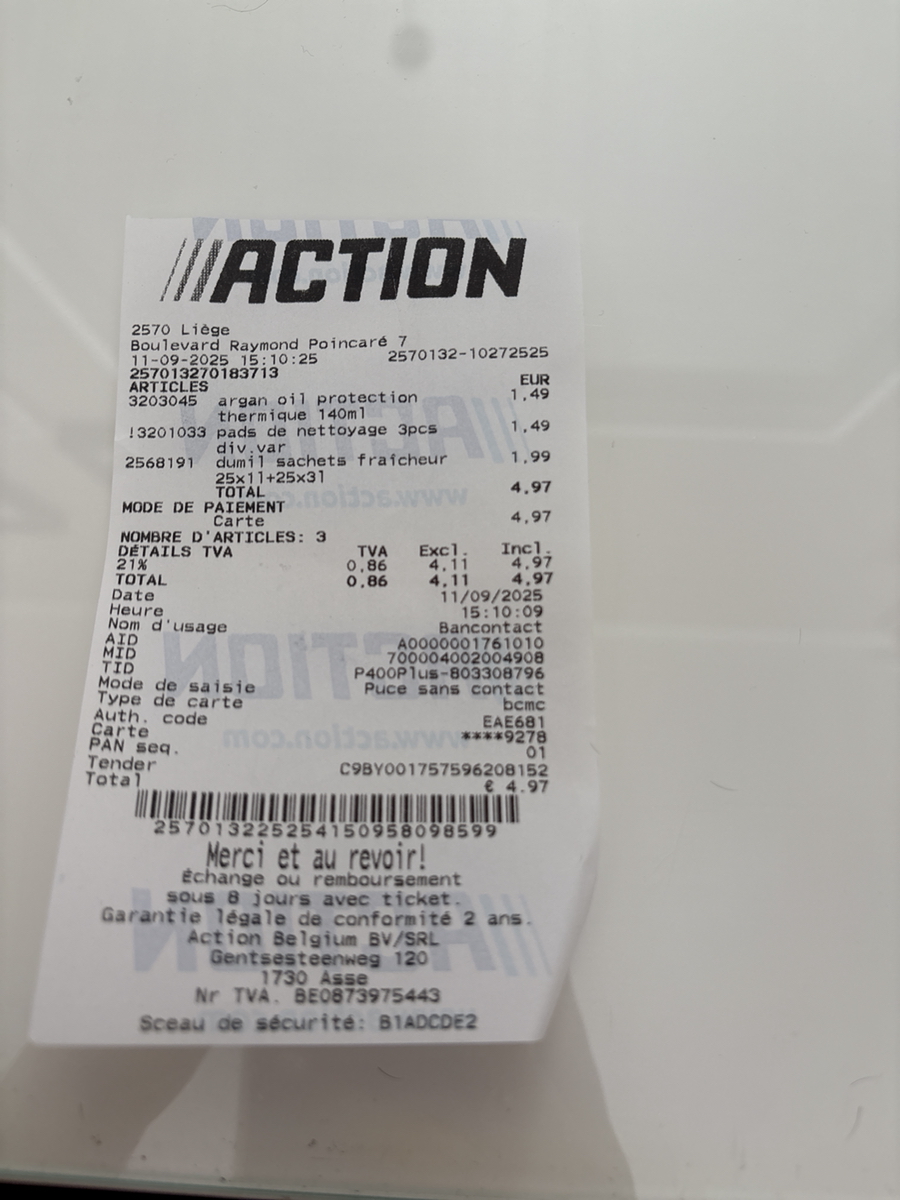 ACTION
2570 Liège
Boulevard Raymond Poincaré 7
11-09-2025 15:10:25 2570132-10272525
257013270183713
ARTICLES EUR
3203045 argan oil protection 1,49
thermique 140ml
!3201033 pads de nettoyage 3pcs 1,49
div.var
2568191 dumil sachets fraîcheur 1,99
25x1l+25x3l
TOTAL 4,97
MODE DE PAIEMENT
Carte 4,97
NOMBRE D'ARTICLES: 3
DÉTAILS TVA TVA Excl. Incl.
21% 0,86 4,11 4,97
TOTAL 0,86 4,11 4,97
Date 11/09/2025
Heure 15:10:09
Nom d'usage Bancontact
AID A0000001761010
MID 700004002004908
TID P400Plus-803308796
Mode de saisie Puce sans contact
Type de carte bcmc
Auth. code EAE681
Carte ****9278
PAN seq. 01
Tender C9BY001757596208152
Total € 4.97
257013225254150958098599
Merci et au revoir!
Échange ou remboursement
sous 8 jours avec ticket.
Garantie légale de conformité 2 ans.
Action Belgium BV/SRL
Gentsesteenweg 120
1730 Asse
Nr TVA. BE0873975443
Sceau de sécurité: B1ADCDE2